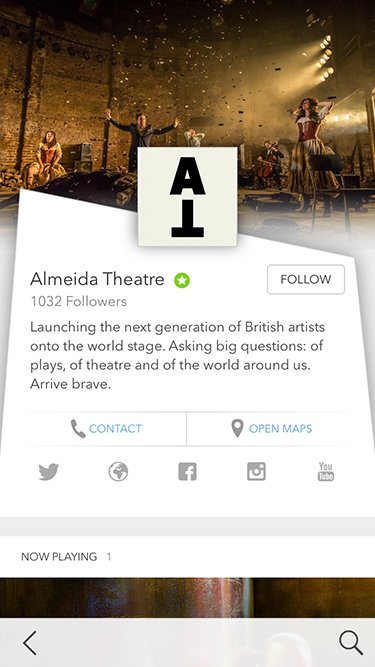 AT
Almeida Theatre
FOLLOW
1032 Followers
Launching the next generation of British artists
onto the world stage. Asking big questions: of
plays, of theatre and of the world around us.
Arrive brave.
CONTACT
OPEN MAPS
You
Tube
NOW PLAYING 1